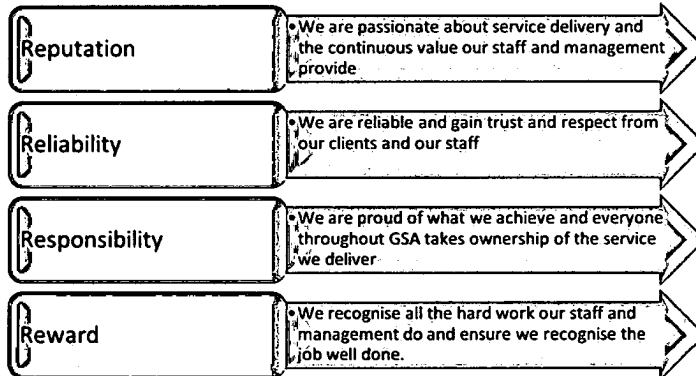 Reputation
• We are passionate about service delivery and
the continuous value our staff and management
provide
Reliability
• We are reliable and gain trust and respect from
our clients and our staff
Responsibility
• We are proud of what we achieve and everyone
throughout GSA takes ownership of the service
we deliver
Reward
• We recognise all the hard work our staff and
management do and ensure we recognise the
job well done.